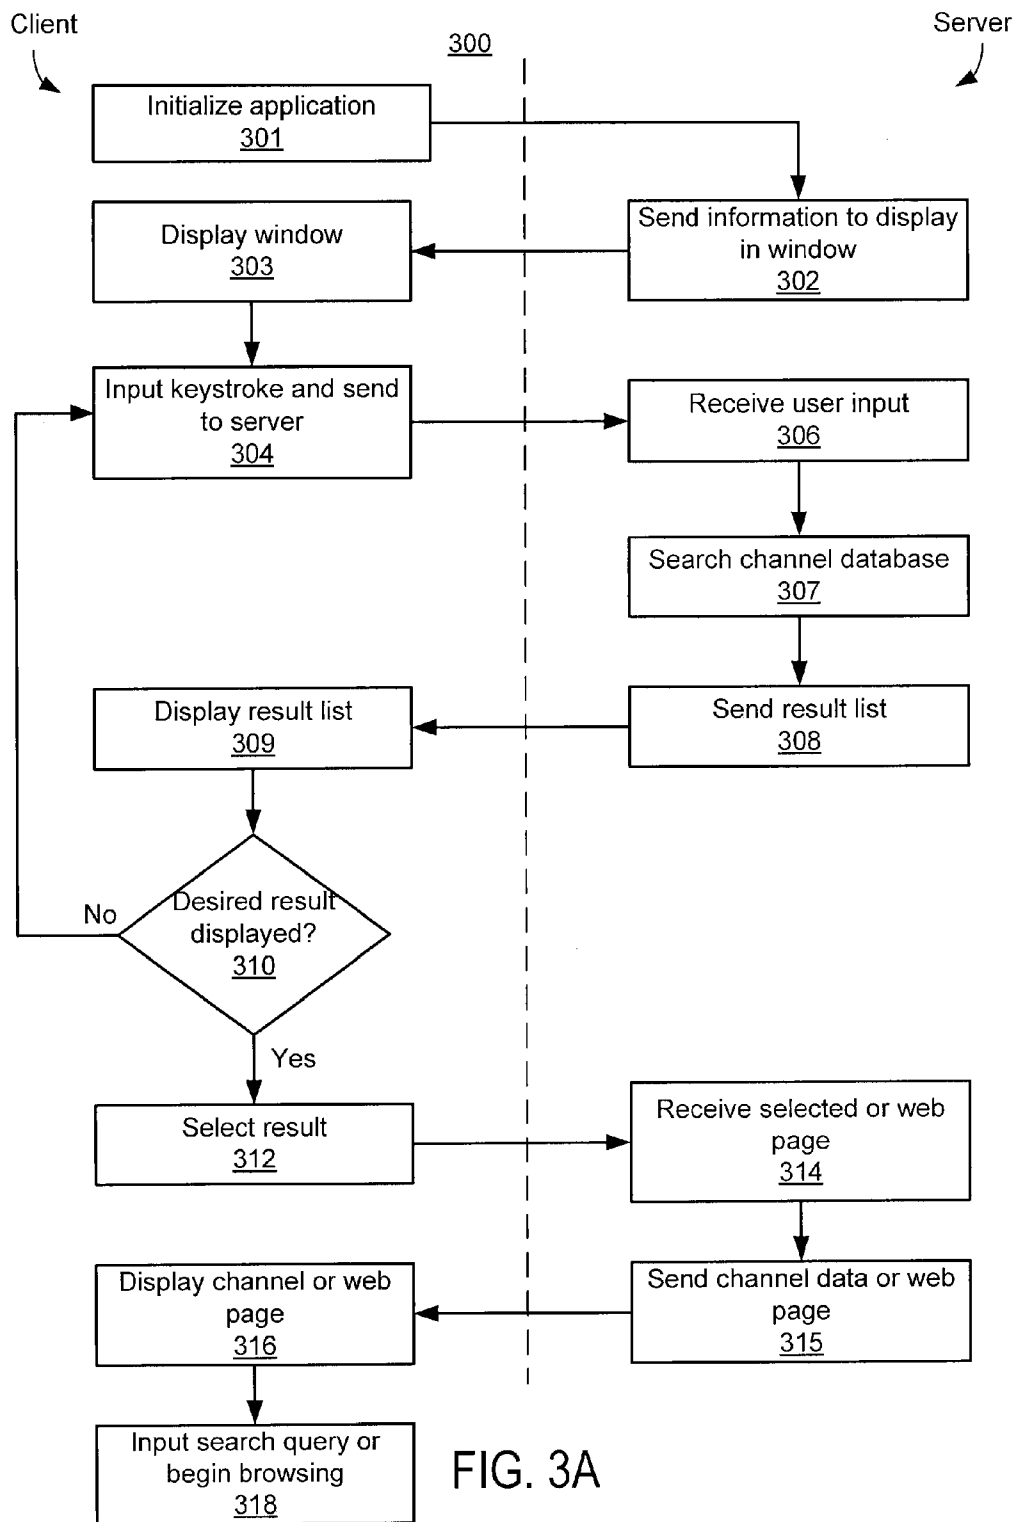 Client
300
Server
Initialize application
301
Send information to display
in window
302
Display window
303
Input keystroke and send
to server
304
Receive user input
306
Search channel database
307
Send result list
308
Display result list
309
Desired result
displayed?
310
No
Yes
Select result
312
Receive selected or web
page
314
Send channel data or web
page
315
Display channel or web
page
316
Input search query or
begin browsing
318
FIG. 3A